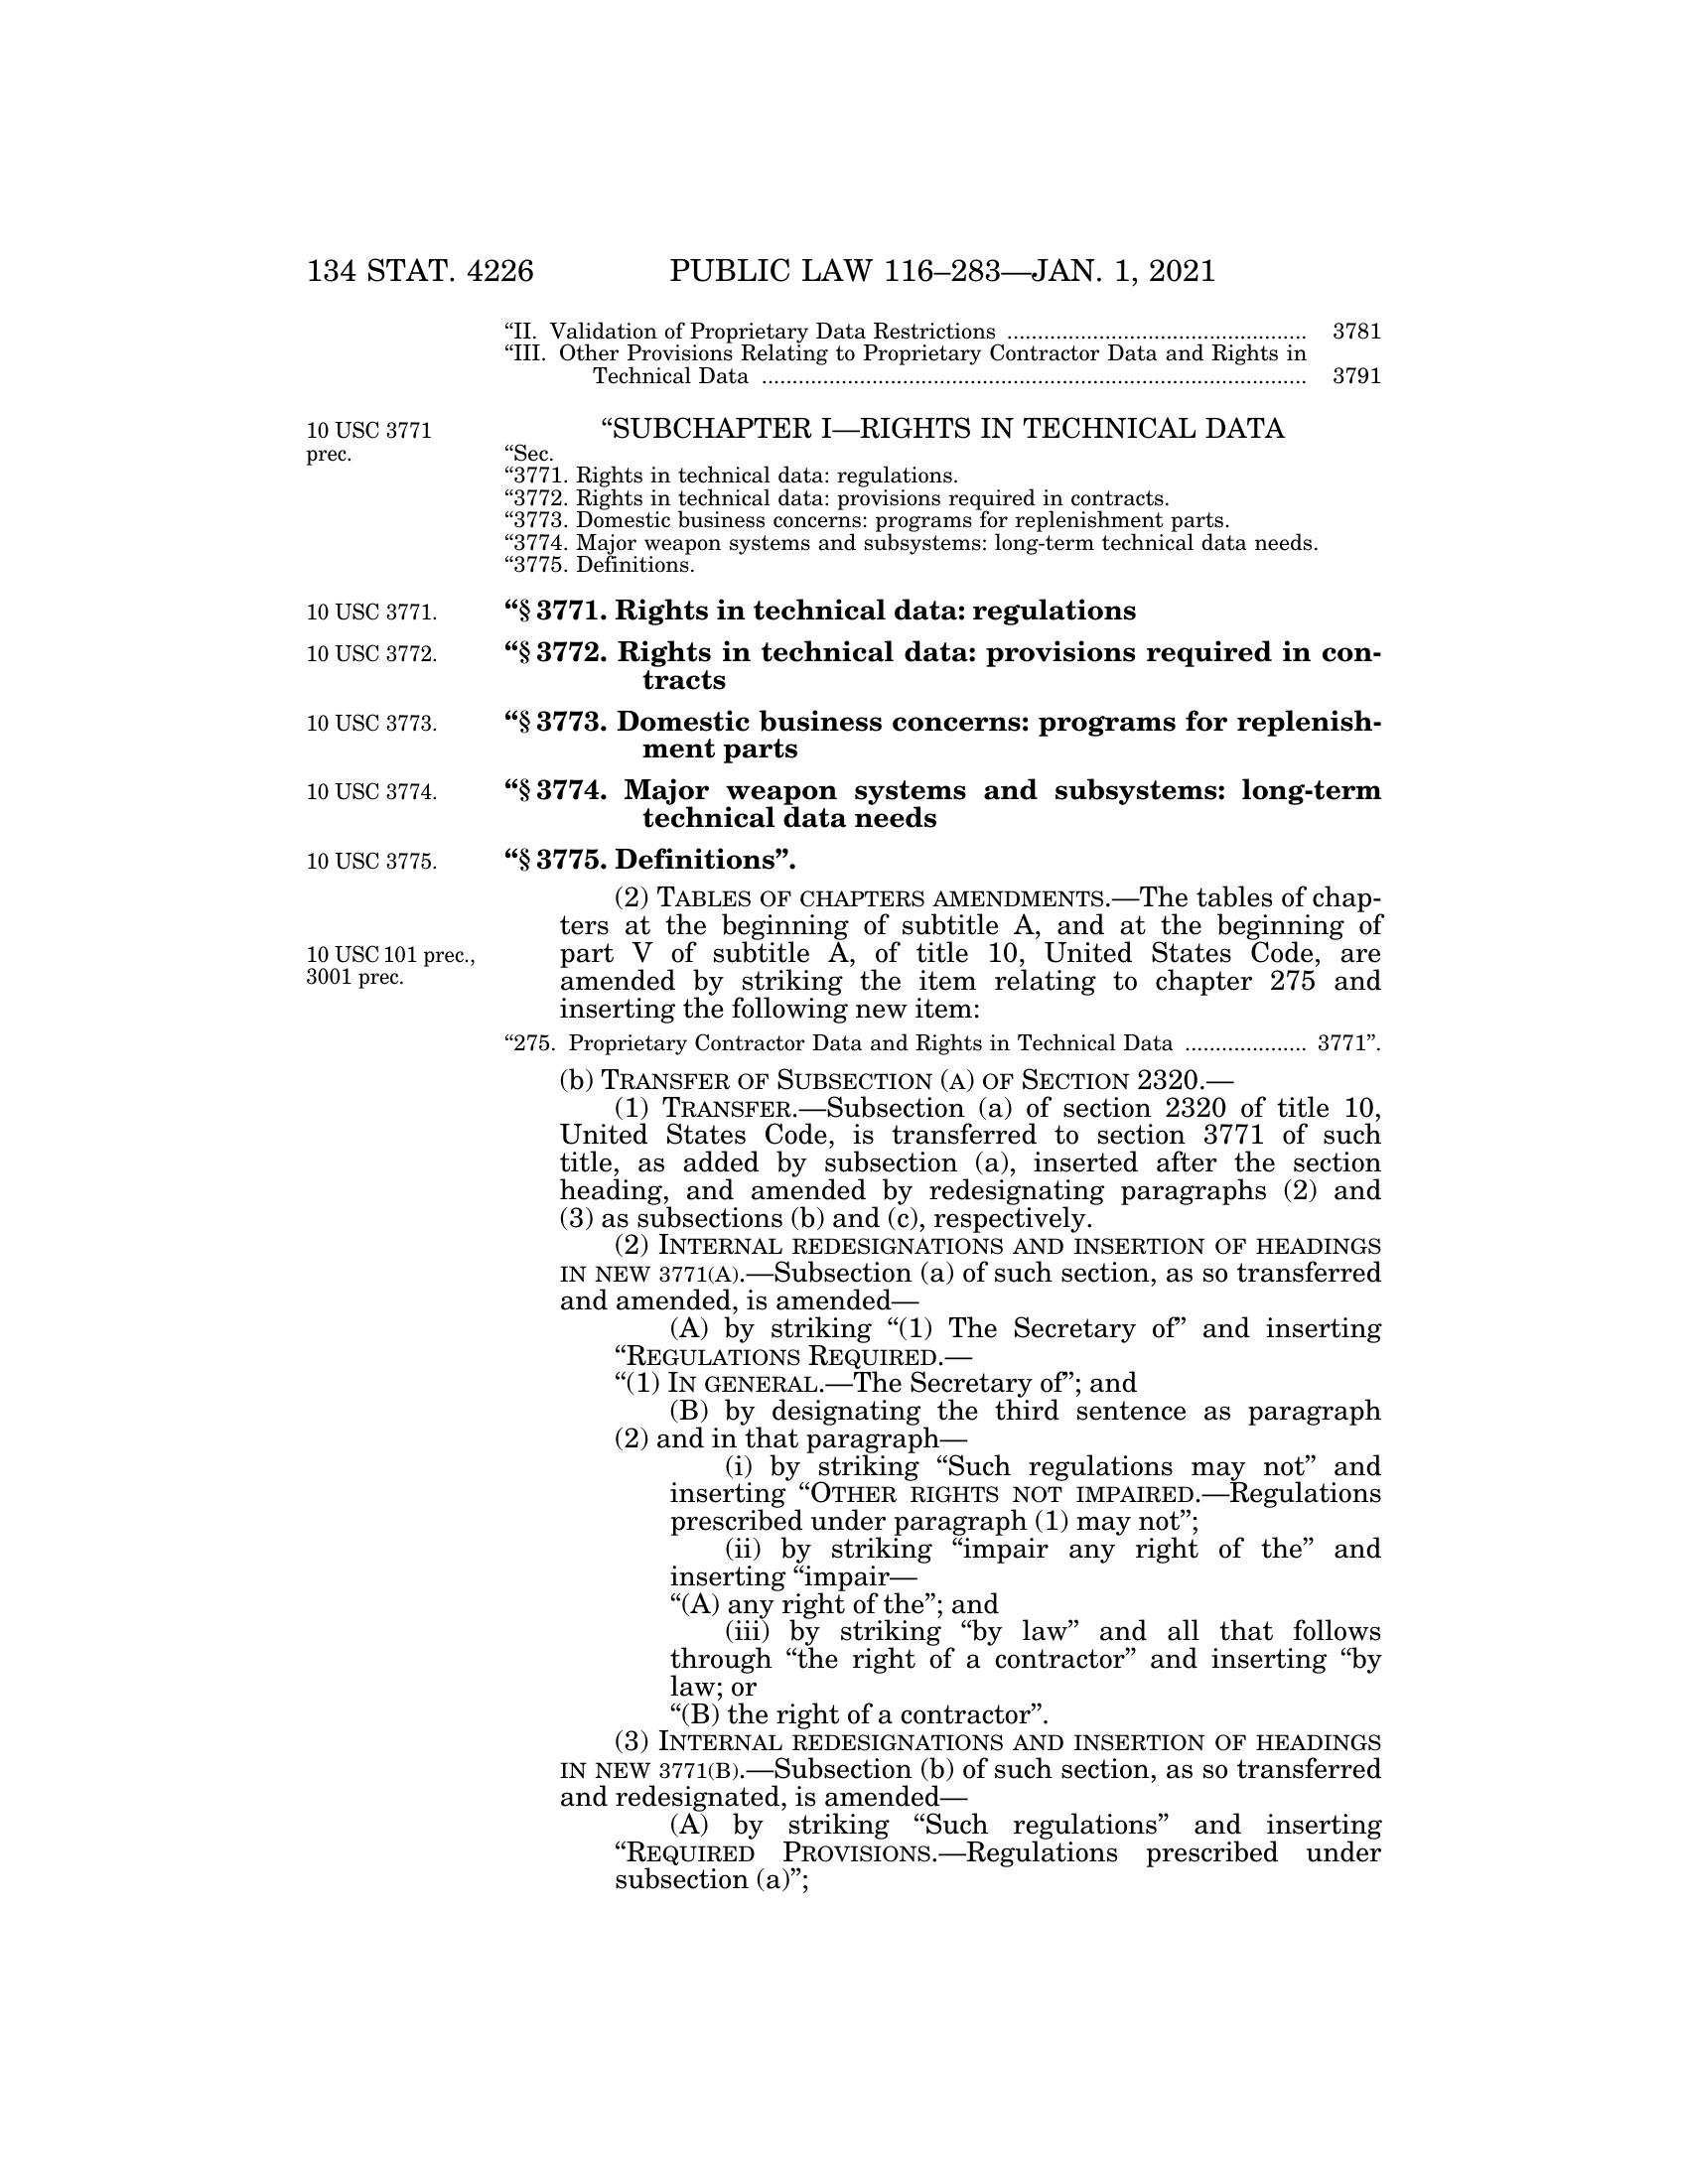 134 STAT. 4226 PUBLIC LAW 116–283—JAN. 1, 2021
“II. Validation of Proprietary Data Restrictions ................................................. 3781
“III. Other Provisions Relating to Proprietary Contractor Data and Rights in
Technical Data ......................................................................................... 3791
10 USC 3771
prec.
“SUBCHAPTER I—RIGHTS IN TECHNICAL DATA
“Sec.
“3771. Rights in technical data: regulations.
“3772. Rights in technical data: provisions required in contracts.
“3773. Domestic business concerns: programs for replenishment parts.
“3774. Major weapon systems and subsystems: long-term technical data needs.
“3775. Definitions.
10 USC 3771.
“§ 3771. Rights in technical data: regulations
10 USC 3772.
“§ 3772. Rights in technical data: provisions required in con-
tracts
10 USC 3773.
“§ 3773. Domestic business concerns: programs for replenish-
ment parts
10 USC 3774.
“§ 3774. Major weapon systems and subsystems: long-term
technical data needs
10 USC 3775.
“§ 3775. Definitions”.
(2) TABLES OF CHAPTERS AMENDMENTS.—The tables of chap-
ters at the beginning of subtitle A, and at the beginning of
10 USC 101 prec.,
3001 prec.
part V of subtitle A, of title 10, United States Code, are
amended by striking the item relating to chapter 275 and
inserting the following new item:
“275. Proprietary Contractor Data and Rights in Technical Data .................... 3771”.
(b) TRANSFER OF SUBSECTION (A) OF SECTION 2320.—
(1) TRANSFER.—Subsection (a) of section 2320 of title 10,
United States Code, is transferred to section 3771 of such
title, as added by subsection (a), inserted after the section
heading, and amended by redesignating paragraphs (2) and
(3) as subsections (b) and (c), respectively.
(2) INTERNAL REDESIGNATIONS AND INSERTION OF HEADINGS
IN NEW 3771(A).—Subsection (a) of such section, as so transferred
and amended, is amended—
(A) by striking “(1) The Secretary of” and inserting
“REGULATIONS REQUIRED.—
“(1) IN GENERAL.—The Secretary of”; and
(B) by designating the third sentence as paragraph
(2) and in that paragraph—
(i) by striking “Such regulations may not” and
inserting “OTHER RIGHTS NOT IMPAIRED.—Regulations
prescribed under paragraph (1) may not”;
(ii) by striking “impair any right of the” and
inserting “impair—
“(A) any right of the”; and
(iii) by striking “by law” and all that follows
through “the right of a contractor” and inserting “by
law; or
“(B) the right of a contractor”.
(3) INTERNAL REDESIGNATIONS AND INSERTION OF HEADINGS
IN NEW 3771(B).—Subsection (b) of such section, as so transferred
and redesignated, is amended—
(A) by striking “Such regulations” and inserting
“REQUIRED PROVISIONS.—Regulations prescribed under
subsection (a)”;